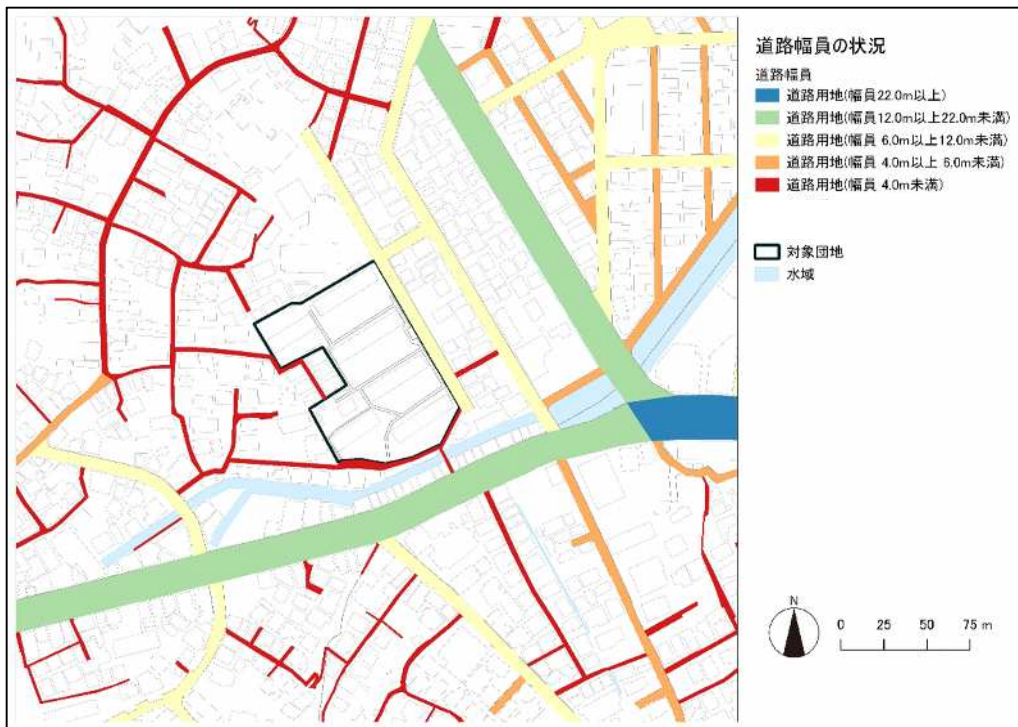 道路幅員の状況
道路幅員
道路用地(幅員22.0m以上)
道路用地(幅員12.0m以上22.0m未満)
道路用地(幅員 6.0m以上12.0m未満)
道路用地(幅員 4.0m以上 6.0m未満)
道路用地(幅員 4.0m未満)
対象団地
水域
N
0 25 50 75 m